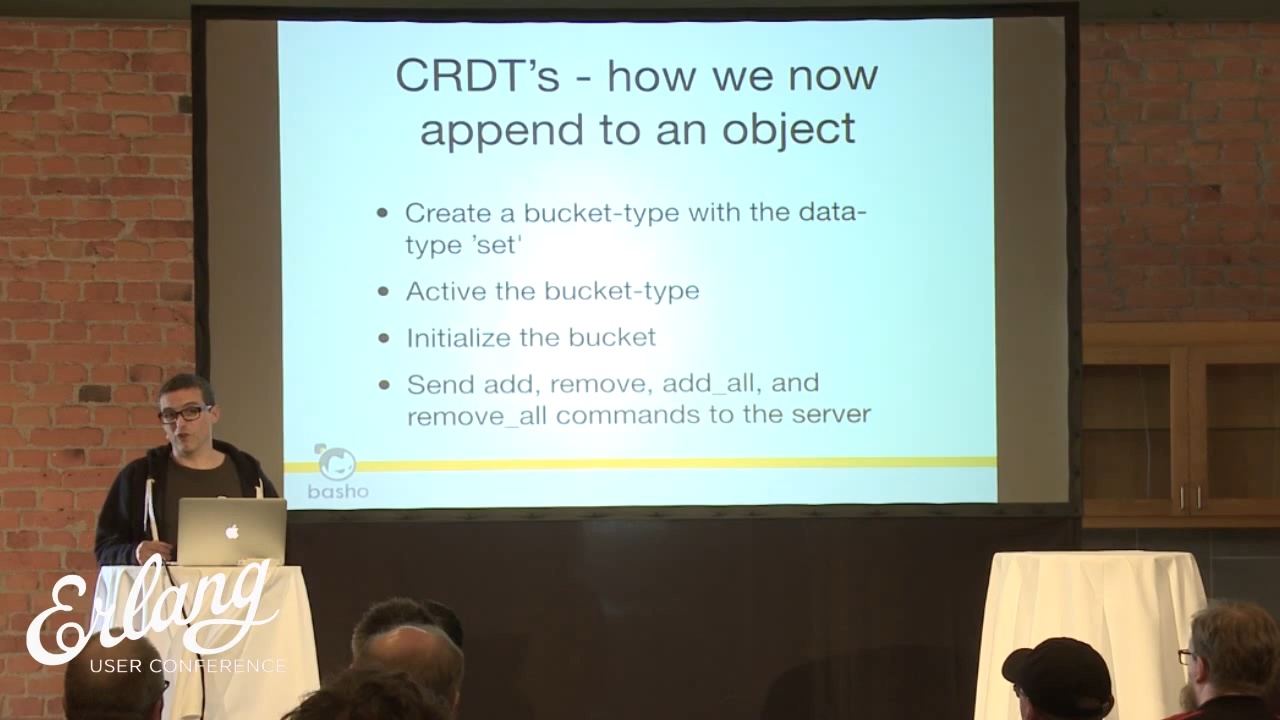 CRDT's - how we now
append to an object
• Create a bucket-type with the data-
type 'set'
• Active the bucket-type
• Initialize the bucket
• Send add, remove, add_all, and
remove_all commands to the server
basho
Erlang
USER CONFERENCE